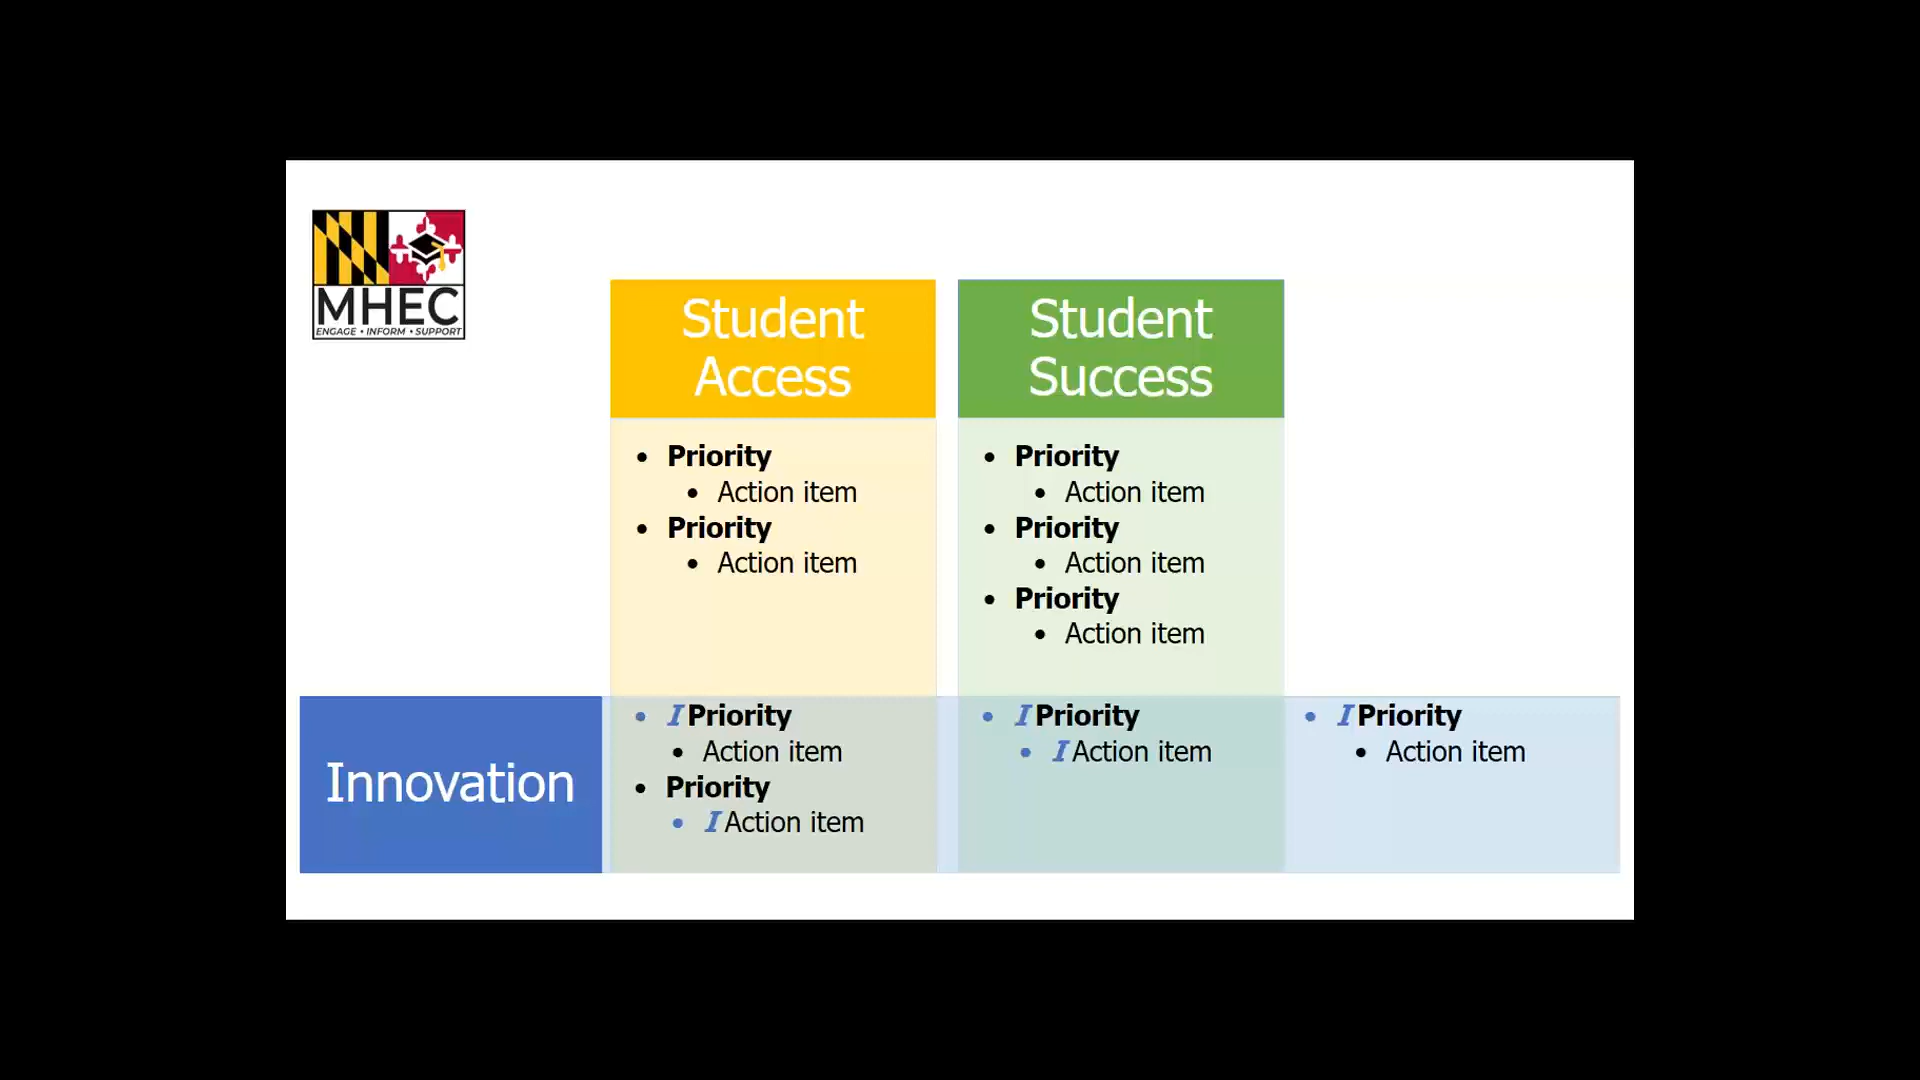 MHEC
ENGAGE • INFORM • SUPPORT
Student
Access
• Priority
• Action item
• Priority
• Action item
Student
Success
• Priority
• Action item
• Priority
• Action item
• Priority
• Action item
Innovation
• I Priority
• Action item
• Priority
• I Action item
• I Priority
• I Action item
• I Priority
• Action item